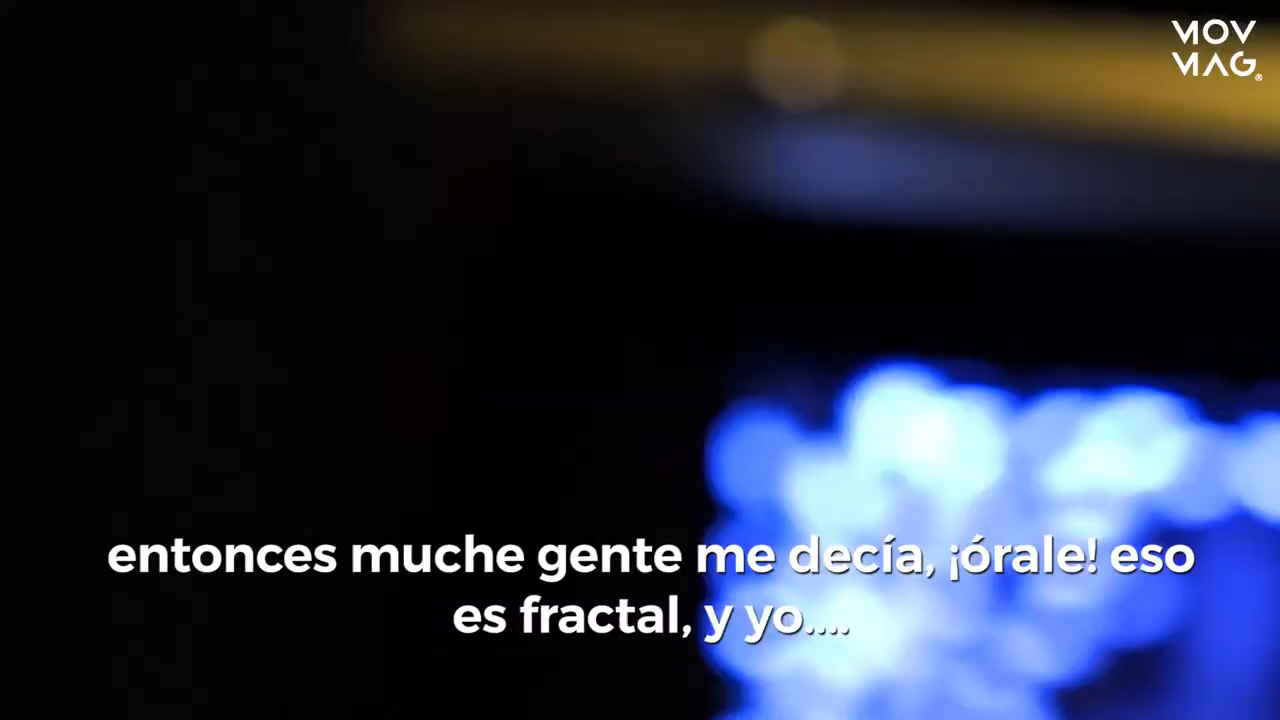 MOV
MAG®
entonces muche gente me decía, ¡órale! eso
es fractal, y yo....